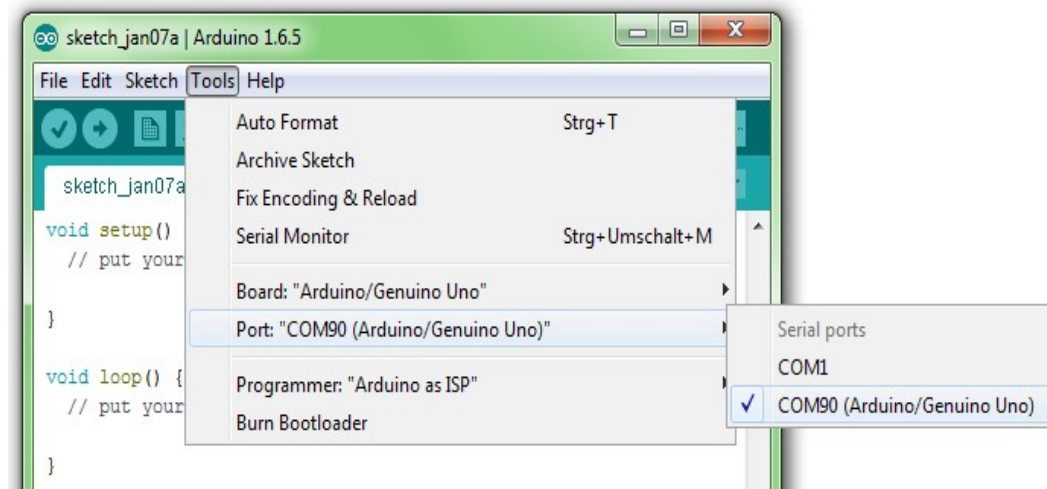 sketch_jan07a | Arduino 1.6.5
File Edit Sketch Tools Help
Auto Format Strg+T
Archive Sketch
sketch_jan07a
Fix Encoding & Reload
void setup()
Serial Monitor Strg+Umschalt+M
// put your
Board: "Arduino/Genuino Uno"
}
Port: "COM90 (Arduino/Genuino Uno)"
Serial ports
COM1
COM90 (Arduino/Genuino Uno)
void loop() {
Programmer: "Arduino as ISP"
// put your
Burn Bootloader
}